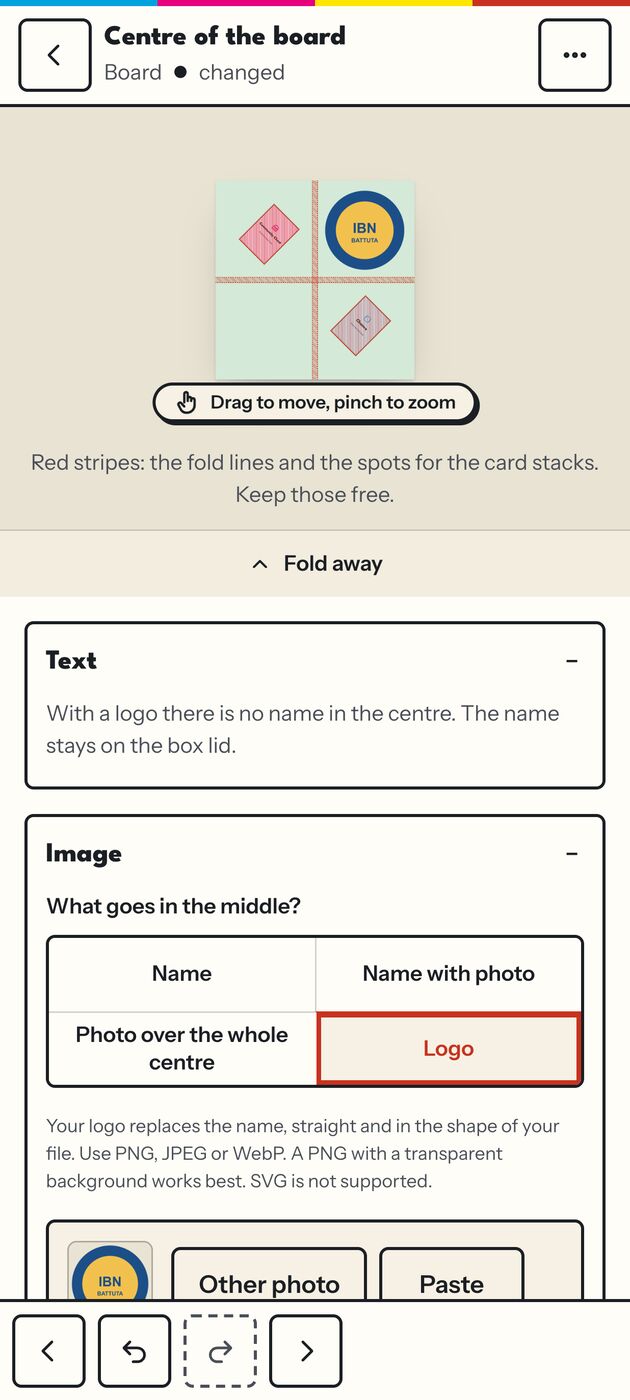 Centre of the board
Board ● changed
IBN
BATTUTA
Drag to move, pinch to zoom
Red stripes: the fold lines and the spots for the card stacks.
Keep those free.
Fold away
Text
With a logo there is no name in the centre. The name
stays on the box lid.
Image
What goes in the middle?
Name
Name with photo
Photo over the whole
centre
Logo
Your logo replaces the name, straight and in the shape of your
file. Use PNG, JPEG or WebP. A PNG with a transparent
background works best. SVG is not supported.
IBN
BATTUTA
Other photo
Paste